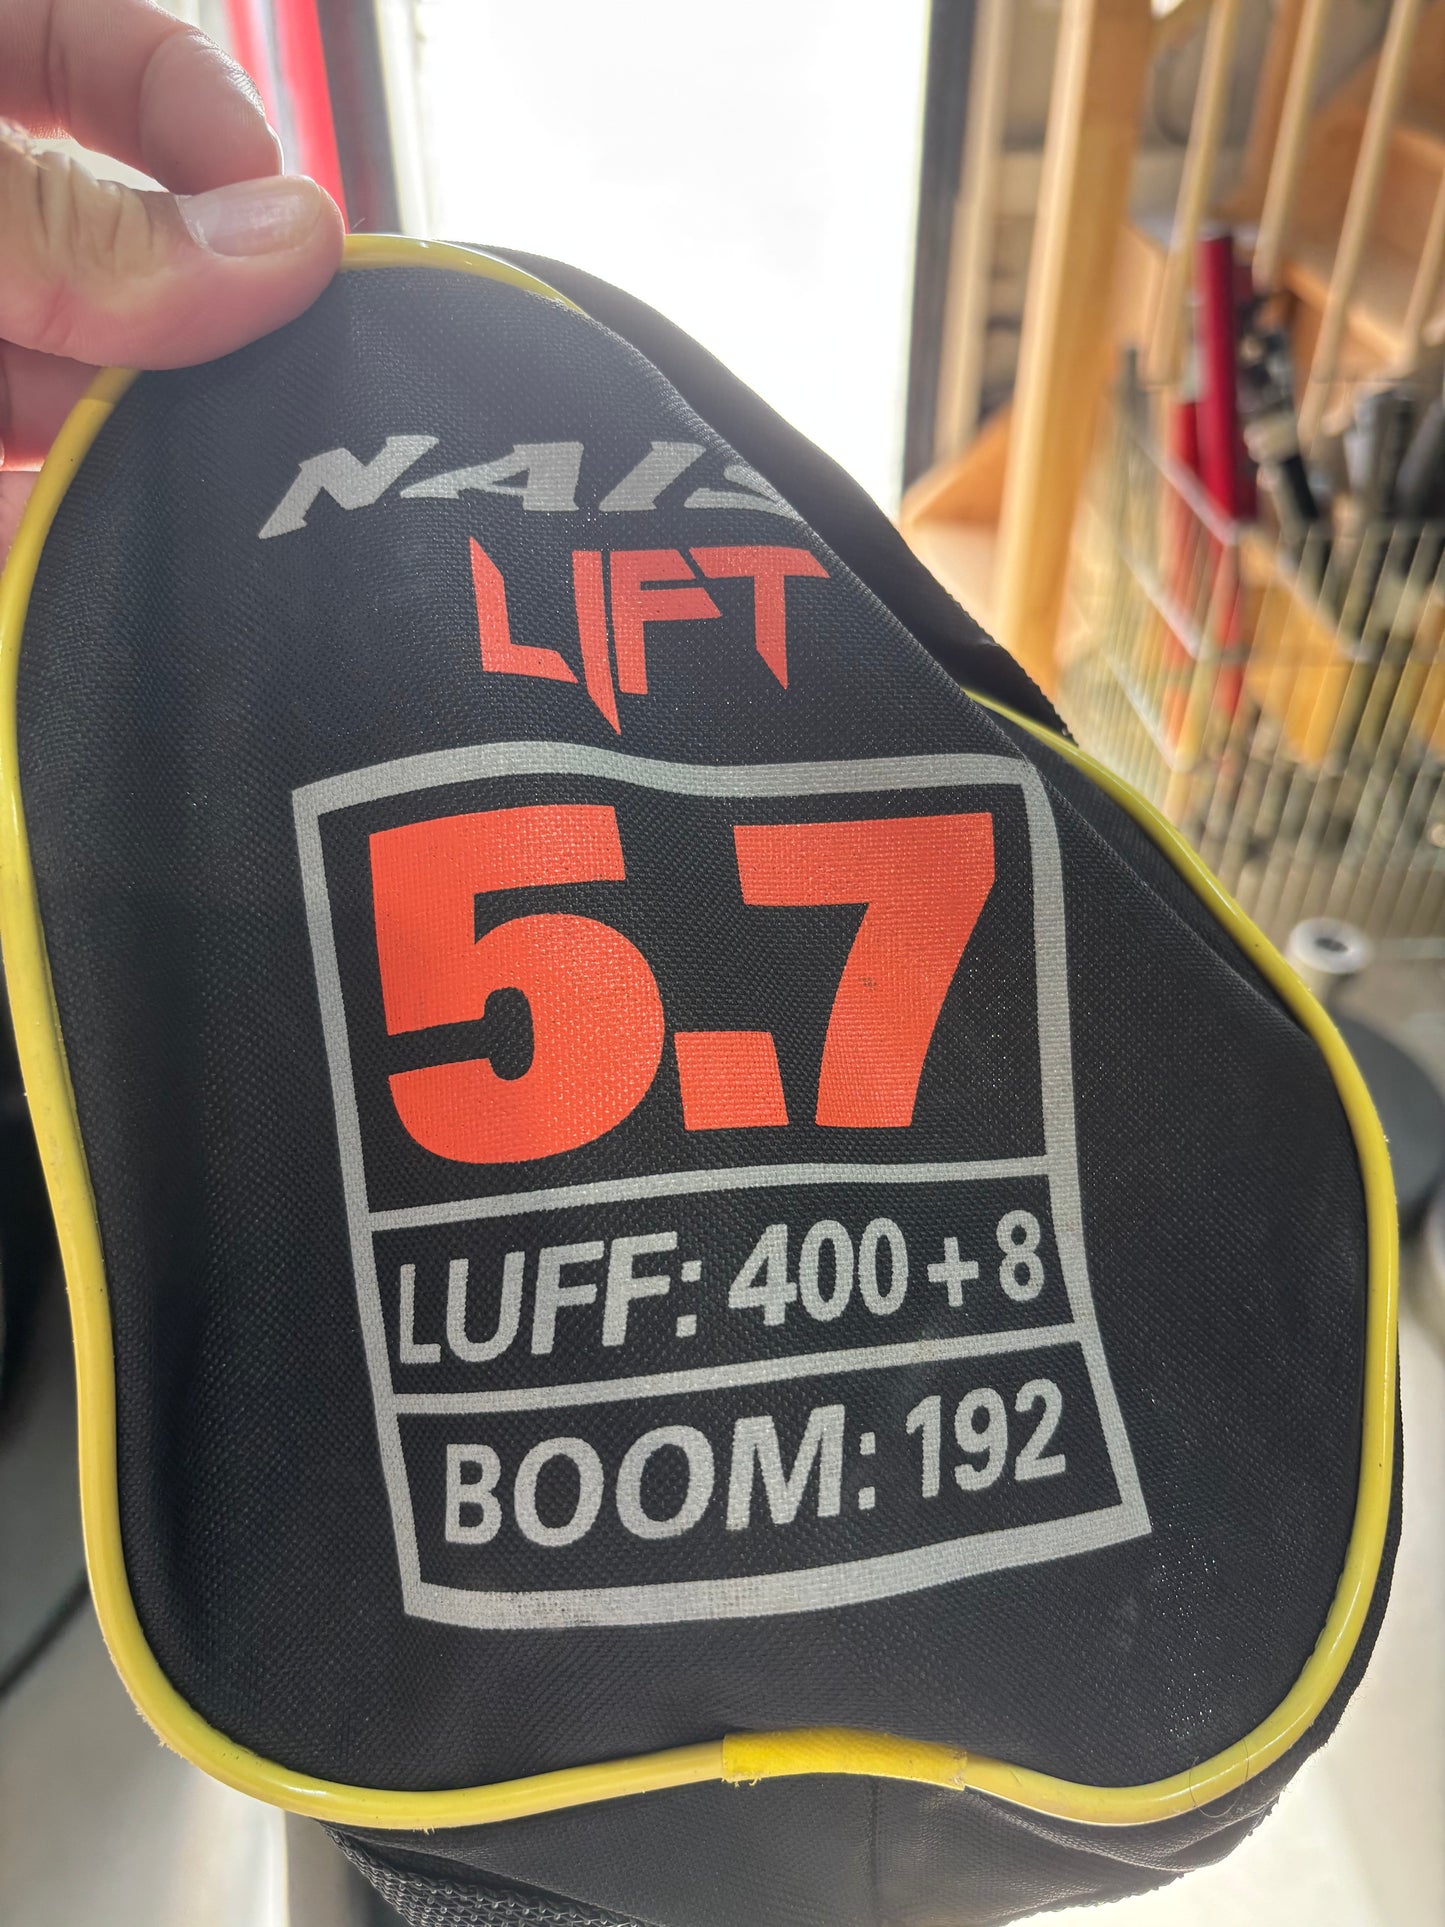 NAIS
LIFT
5.7
LUFF: 400 + 8
BOOM: 192